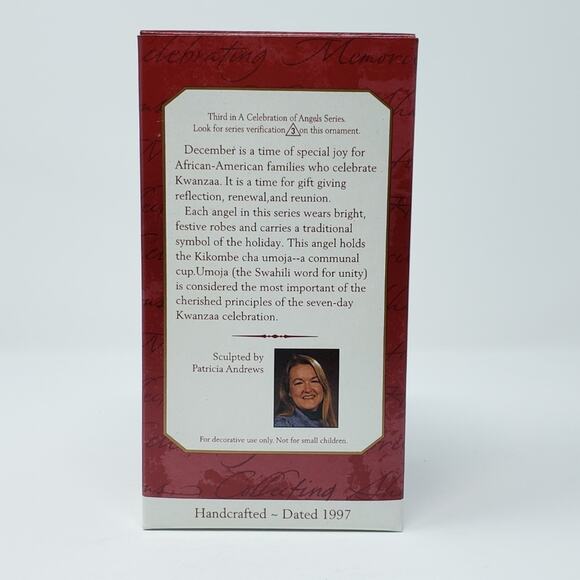 Celebrating Memories
Third in A Celebration of Angels Series.
Look for series verification 3 on this ornament.
December is a time of special joy for
African-American families who celebrate
Kwanzaa. It is a time for gift giving
reflection, renewal,and reunion.
Each angel in this series wears bright,
festive robes and carries a traditional
symbol of the holiday. This angel holds
the Kikombe cha umoja--a communal
cup.Umoja (the Swahili word for unity)
is considered the most important of the
cherished principles of the seven-day
Kwanzaa celebration.
Sculpted by
Patricia Andrews
For decorative use only. Not for small children.
Collecting
Handcrafted ~ Dated 1997